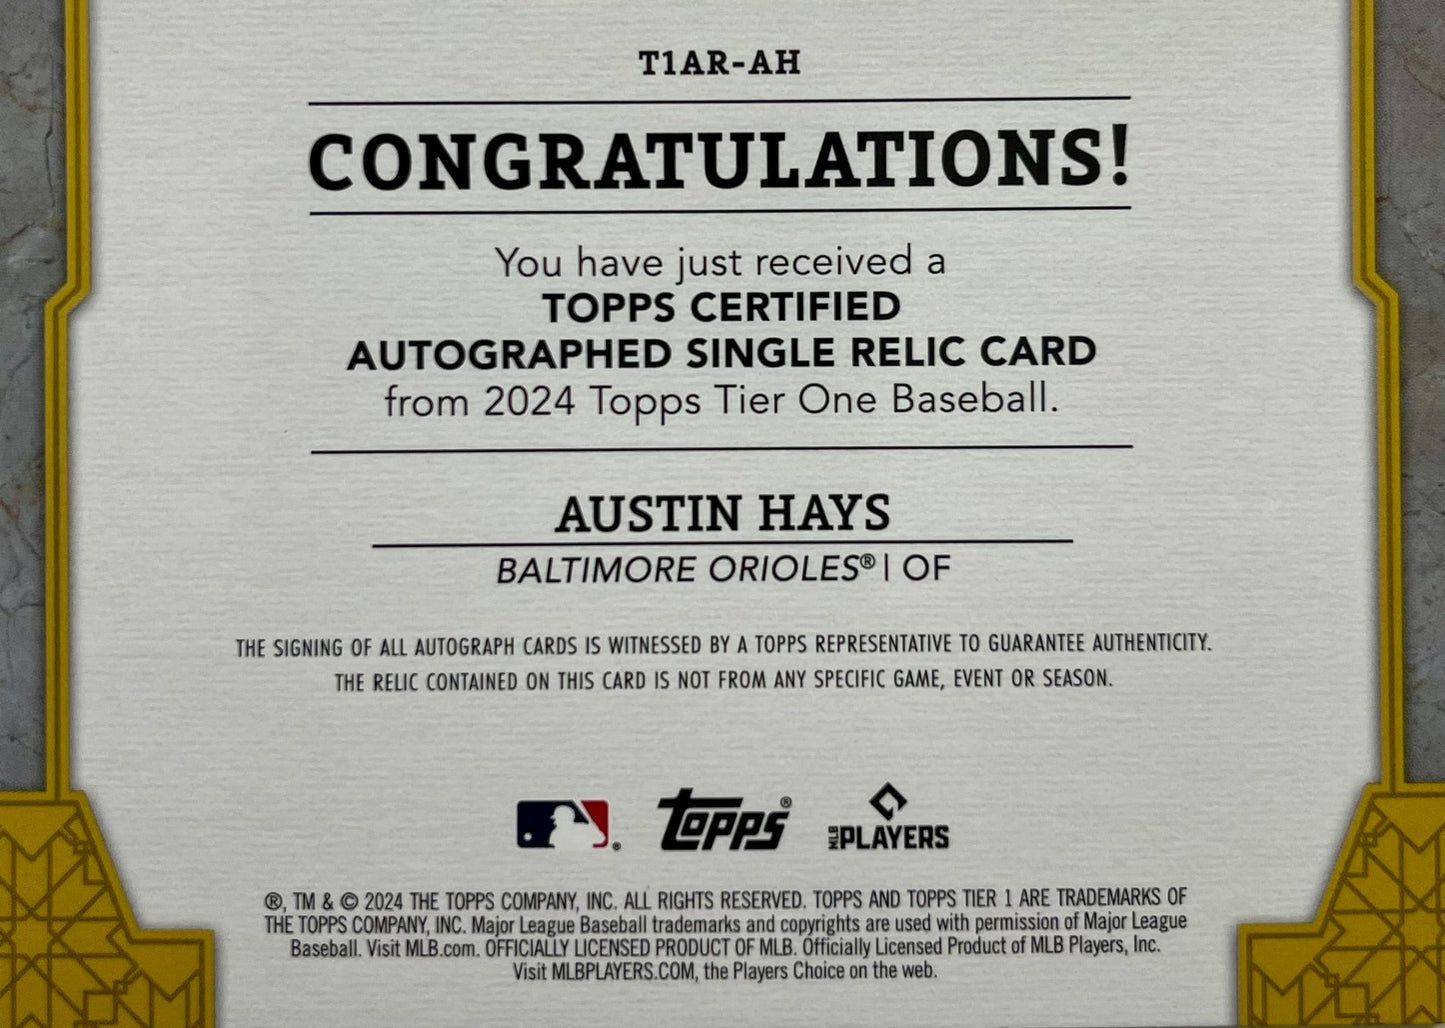 T1AR-AH
CONGRATULATIONS!
You have just received a
TOPPS CERTIFIED
AUTOGRAPHED SINGLE RELIC CARD
from 2024 Topps Tier One Baseball.
AUSTIN HAYS
BALTIMORE ORIOLES® | OF
THE SIGNING OF ALL AUTOGRAPH CARDS IS WITNESSED BY A TOPPS REPRESENTATIVE TO GUARANTEE AUTHENTICITY.
THE RELIC CONTAINED ON THIS CARD IS NOT FROM ANY SPECIFIC GAME, EVENT OR SEASON.
® topps® MLB PLAYERS
®, TM & © 2024 THE TOPPS COMPANY, INC. ALL RIGHTS RESERVED. TOPPS AND TOPPS TIER 1 ARE TRADEMARKS OF
THE TOPPS COMPANY, INC. Major League Baseball trademarks and copyrights are used with permission of Major League
Baseball. Visit MLB.com. OFFICIALLY LICENSED PRODUCT OF MLB. Officially Licensed Product of MLB Players, Inc.
Visit MLBPLAYERS.COM, the Players Choice on the web.